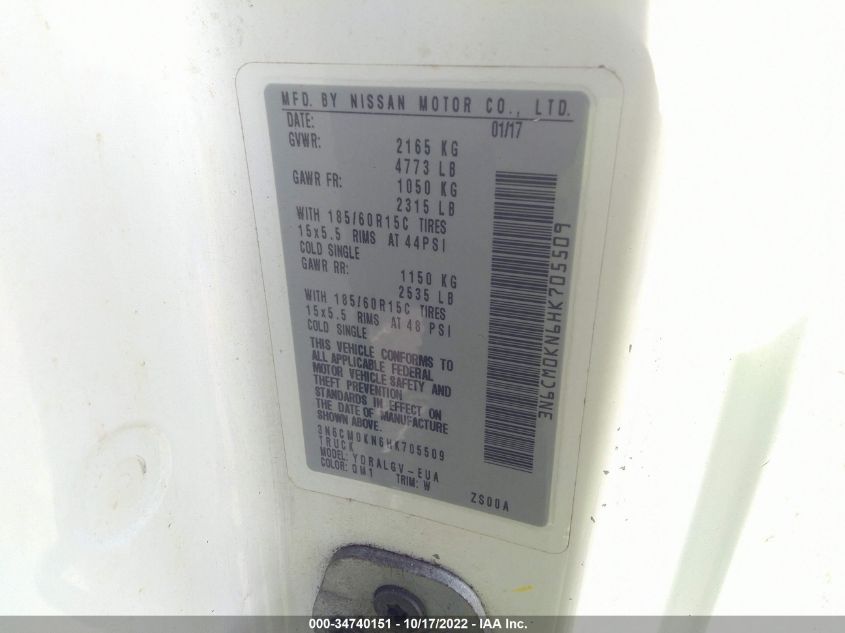 MFD. BY NISSAN MOTOR CO., LTD.
DATE: 01/17
GVWR: 2165 KG
4773 LB
GAWR FR: 1050 KG
2315 LB
WITH 185/60R15C TIRES
15x5.5 RIMS AT 44PSI
COLD SINGLE
GAWR RR: 1150 KG
2535 LB
WITH 185/60R15C TIRES
15x5.5 RIMS AT 48 PSI
COLD SINGLE
THIS VEHICLE CONFORMS TO
ALL APPLICABLE FEDERAL
MOTOR VEHICLE SAFETY AND
THEFT PREVENTION
STANDARDS IN EFFECT ON
THE DATE OF MANUFACTURE
SHOWN ABOVE.
3N6CM0KN6HK705509
TRUCK
MODEL: YDRALGV-EUA
COLOR: QM1 TRIM: W
ZS00A
3N6CM0KN6HK705509
000-34740151 - 10/17/2022 - IAA Inc.